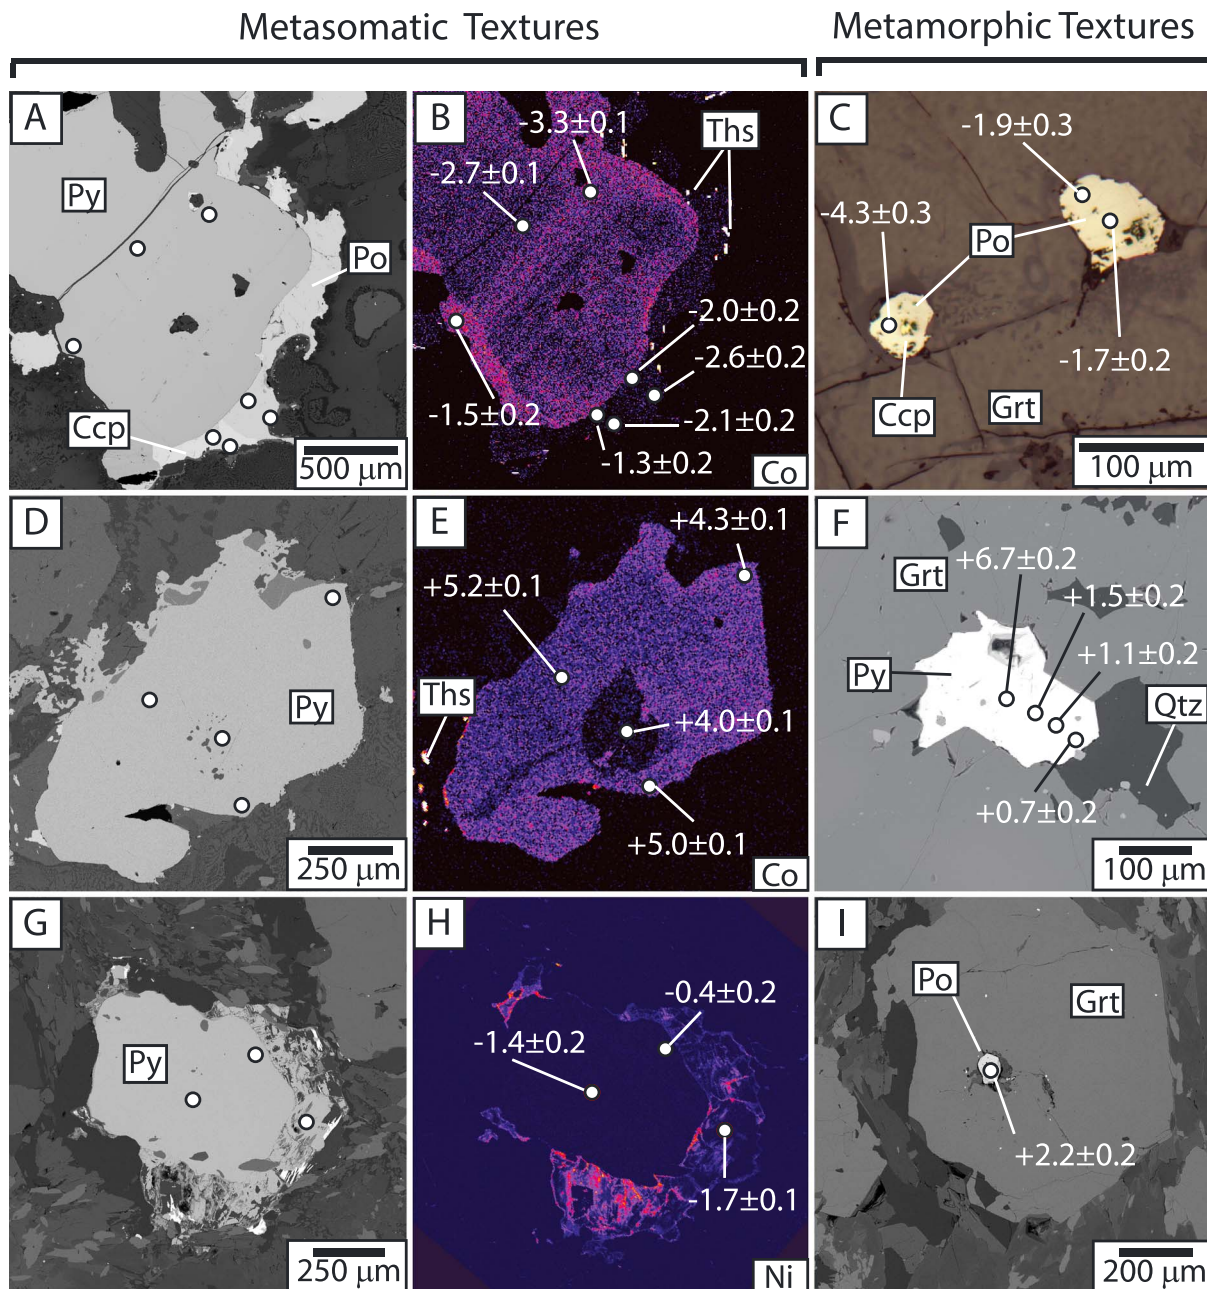 Metasomatic Textures
Metamorphic Textures
A
Py
Po
Ccp
500 μm
B
-3.3±0.1
Ths
-2.7±0.1
-2.0±0.2
-2.6±0.2
-1.5±0.2
-2.1±0.2
-1.3±0.2
Co
C
-1.9±0.3
-4.3±0.3
Po
-1.7±0.2
Ccp
Grt
100 μm
D
Py
250 μm
E
+4.3±0.1
+5.2±0.1
Ths
+4.0±0.1
+5.0±0.1
Co
F
Grt
+6.7±0.2
+1.5±0.2
+1.1±0.2
Py
Qtz
+0.7±0.2
100 μm
G
Py
250 μm
H
-0.4±0.2
-1.4±0.2
-1.7±0.1
Ni
I
Po
Grt
+2.2±0.2
200 μm